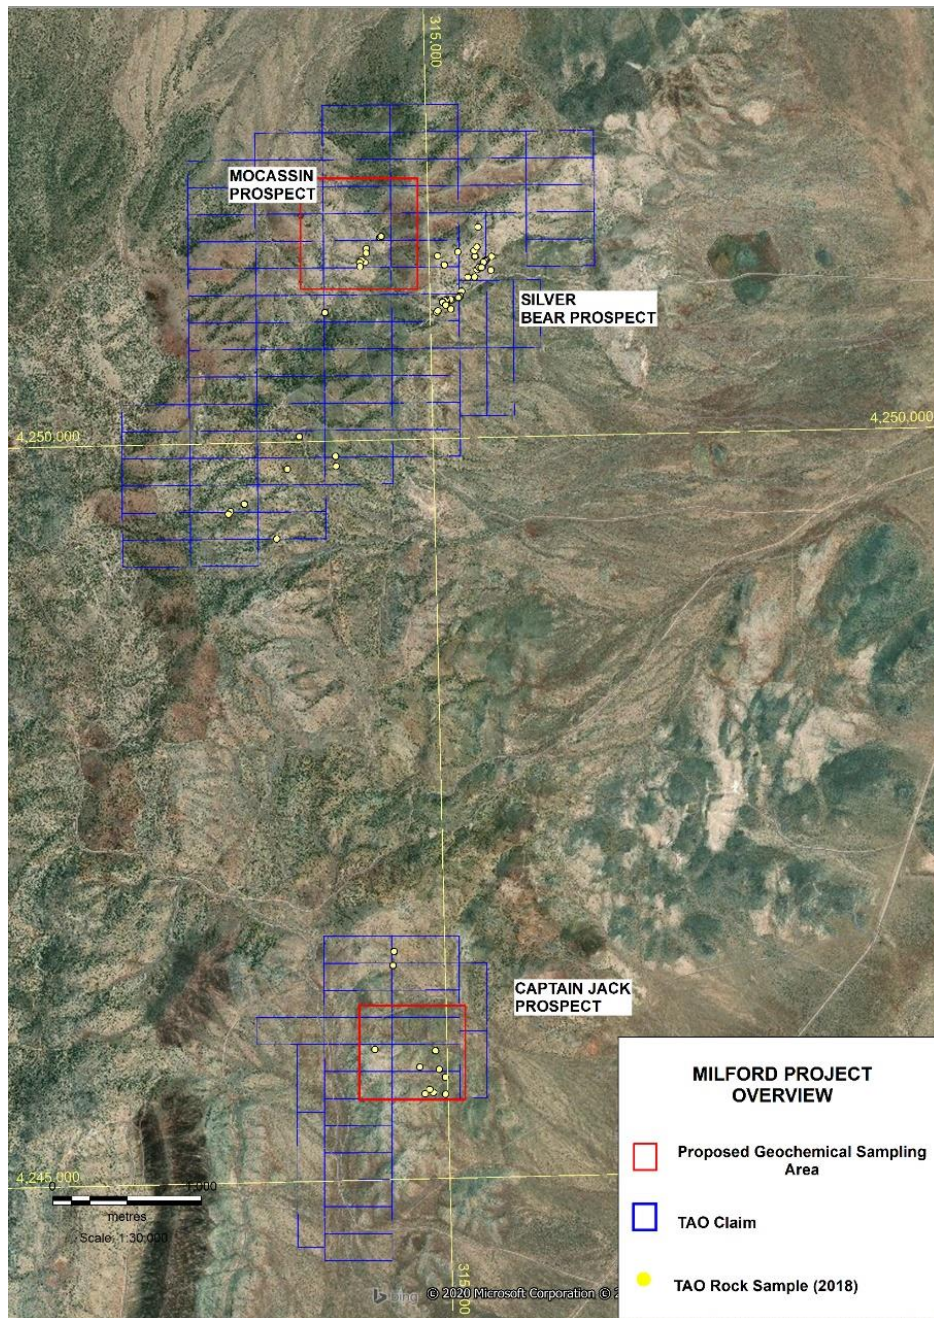 315,000
MOCASSIN
PROSPECT
SILVER
BEAR PROSPECT
4,250,000
4,250,000
CAPTAIN JACK
PROSPECT
MILFORD PROJECT
OVERVIEW
Proposed Geochemical Sampling
Area
TAO Claim
TAO Rock Sample (2018)
4,245,000
0
1,000
metres
Scale, 1:30,000
315,000
bing
© 2020 Microsoft Corporation ©